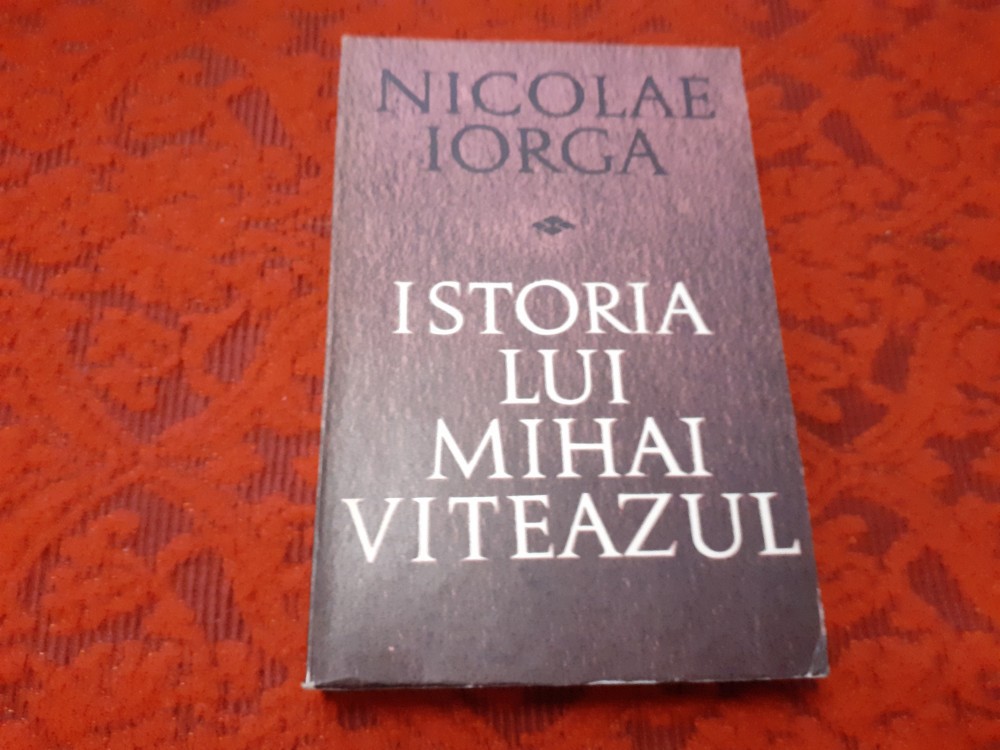 NICOLAE
IORGA
ISTORIA
LUI
MIHAI
VITEAZUL